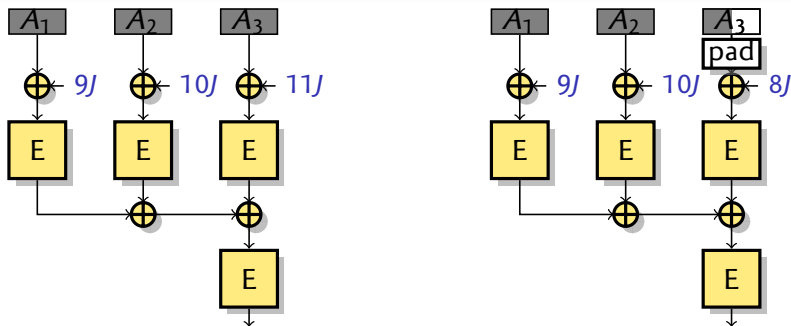 A₁ A₂ A₃ A₁ A₂ A₃
pad
9J 10J 11J 9J 10J 8J
E E E E E E
E E